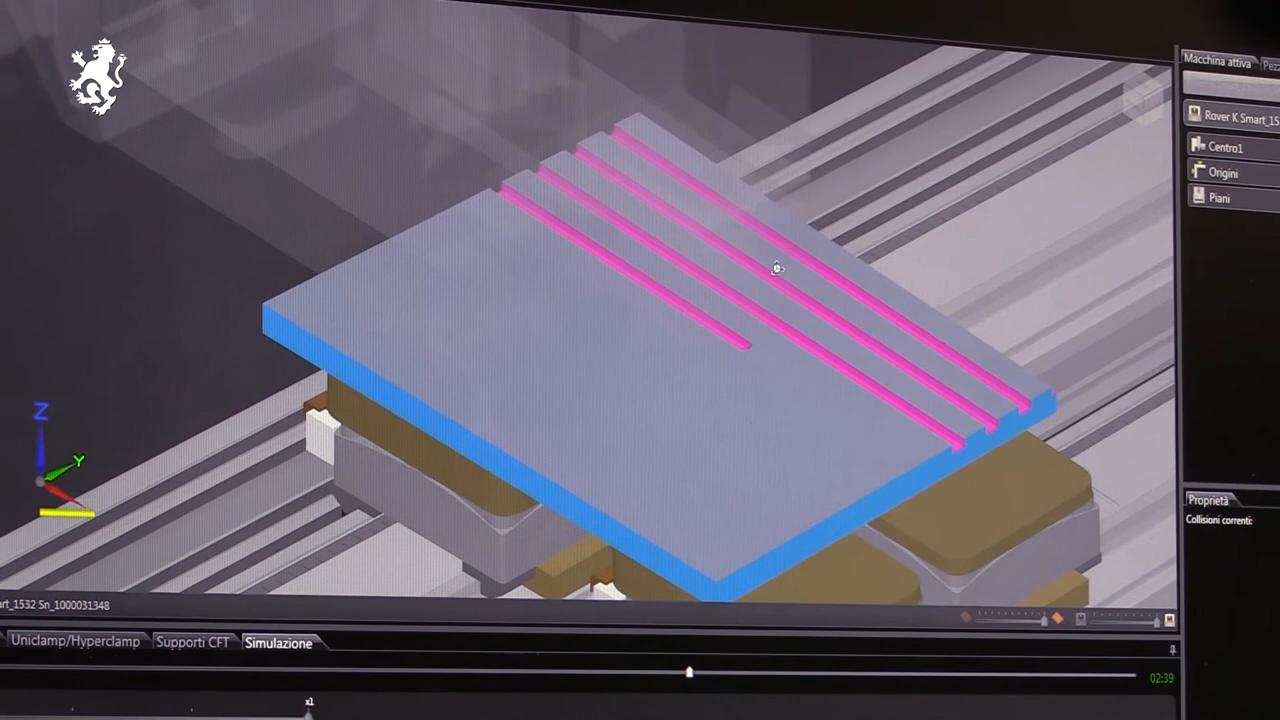 Macchina attiva
Rover K Smart_15
Centro1
Origini
Piani
Z
Y
Proprietà
Collisioni correnti:
art_1532 Sn_1000031348
Uniclamp/Hyperclamp
Supporti CFT
Simulazione
02:39
x1